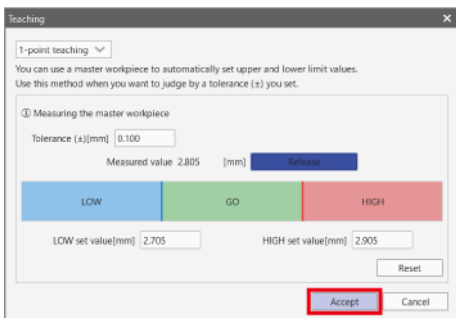 Teaching
1-point teaching
You can use a master workpiece to automatically set upper and lower limit values.
Use this method when you want to judge by a tolerance (±) you set.
① Measuring the master workpiece
Tolerance (±)[mm] 0.100
Measured value 2.805 [mm] Release
LOW GO HIGH
LOW set value[mm] 2.705 HIGH set value[mm] 2.905
Reset
Accept Cancel